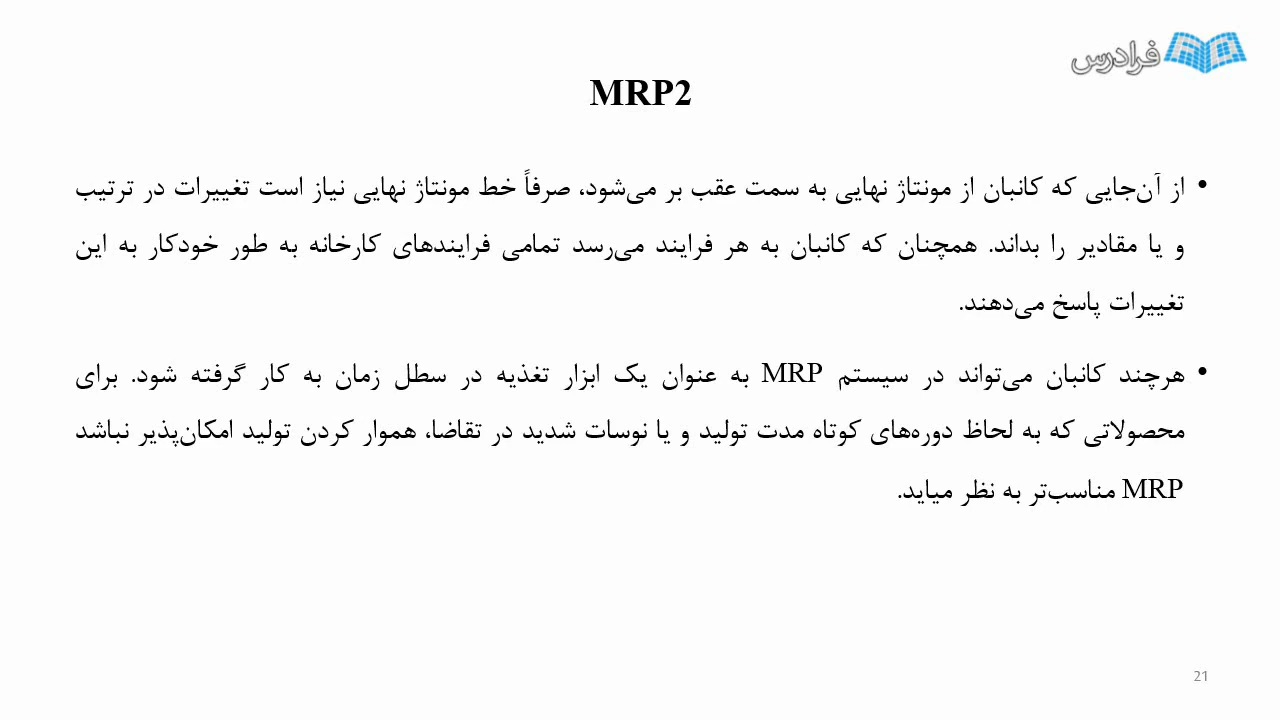 فرادرس
MRP2
• از آن‌جایی که کانبان از مونتاژ نهایی به سمت عقب بر می‌شود، صرفاً خط مونتاژ نهایی نیاز است تغییرات در ترتیب
و یا مقادیر را بداند. همچنان که کانبان به هر فرایند می‌رسد تمامی فرایندهای کارخانه به طور خودکار به این
تغییرات پاسخ می‌دهند.
• هرچند کانبان می‌تواند در سیستم MRP به عنوان یک ابزار تغذیه در سطل زمان به کار گرفته شود. برای
محصولاتی که به لحاظ دوره‌های کوتاه مدت تولید و یا نوسات شدید در تقاضا، هموار کردن تولید امکان‌پذیر نباشد
MRP مناسب‌تر به نظر میاید.
21